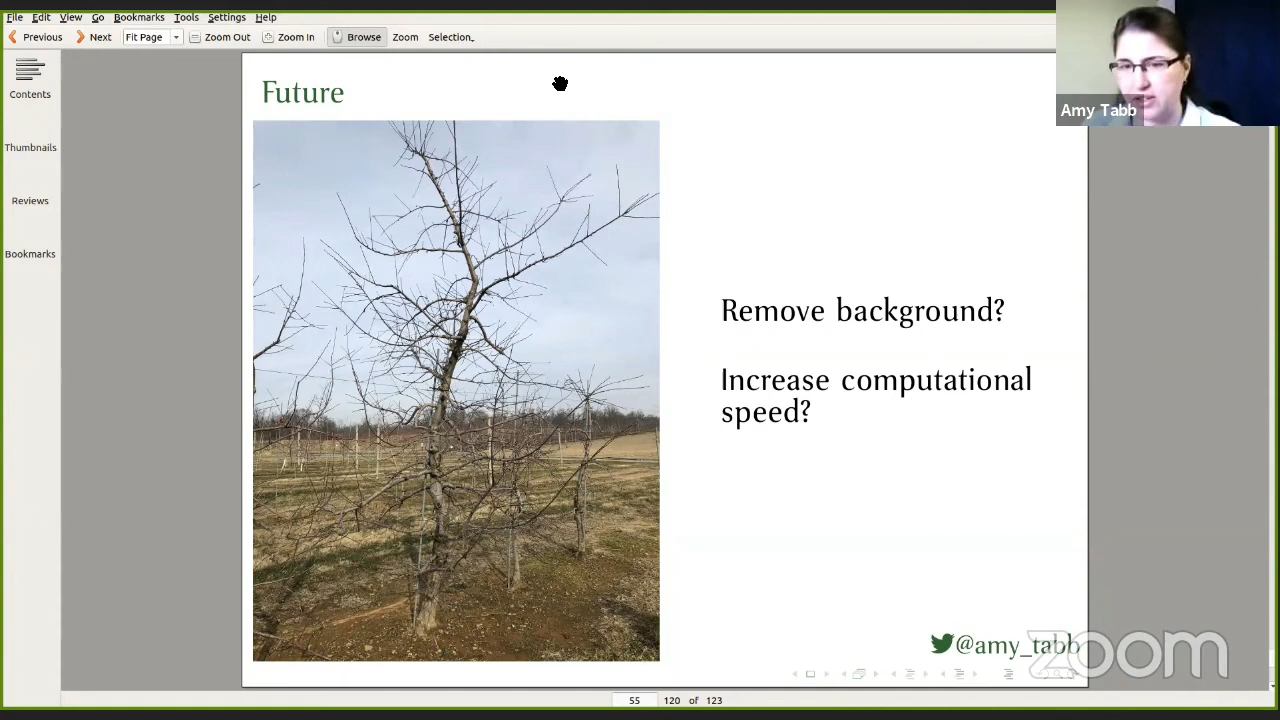 File Edit View Go Bookmarks Tools Settings Help
Previous Next Fit Page Zoom Out Zoom In Browse Zoom Selection
Contents
Thumbnails
Reviews
Bookmarks
Amy Tabb
Future
Remove background?
Increase computational
speed?
@amy_tabb
zoom
55 120 of 123